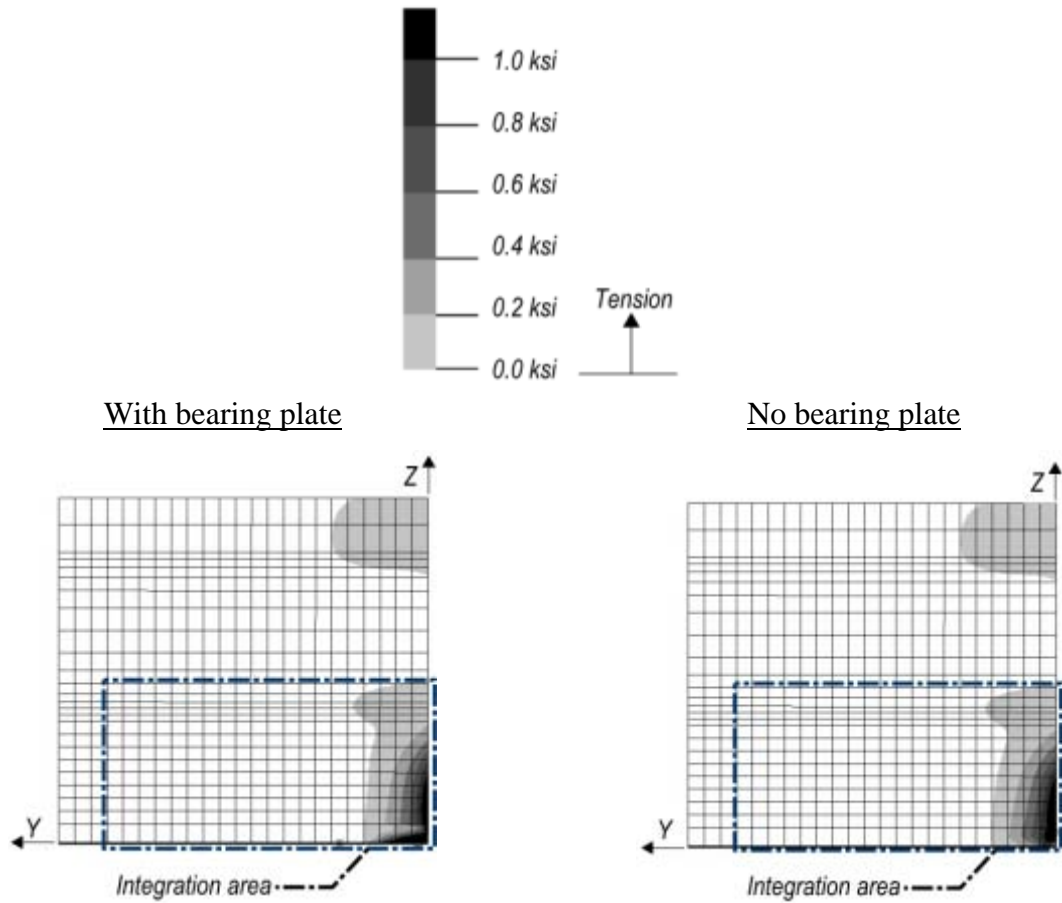 1.0 ksi
0.8 ksi
0.6 ksi
0.4 ksi
0.2 ksi
0.0 ksi
Tension
With bearing plate
No bearing plate
Z
Z
Y
Y
Integration area
Integration area